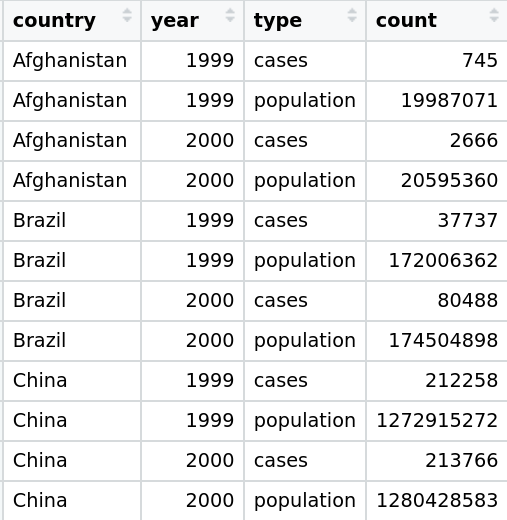 country year type count
Afghanistan 1999 cases 745
Afghanistan 1999 population 19987071
Afghanistan 2000 cases 2666
Afghanistan 2000 population 20595360
Brazil 1999 cases 37737
Brazil 1999 population 172006362
Brazil 2000 cases 80488
Brazil 2000 population 174504898
China 1999 cases 212258
China 1999 population 1272915272
China 2000 cases 213766
China 2000 population 1280428583